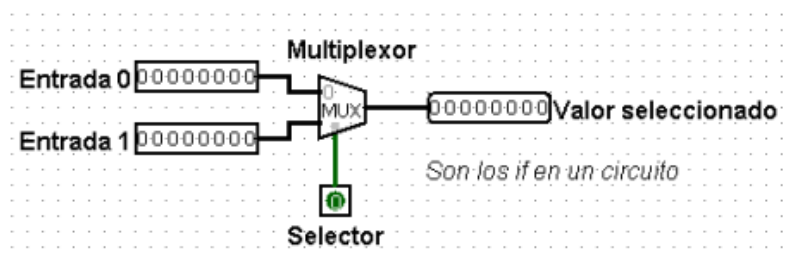 Multiplexor
Entrada 0 00000000
0
MUX
00000000 Valor seleccionado
Entrada 1 00000000
Son los if en un circuito
0
Selector